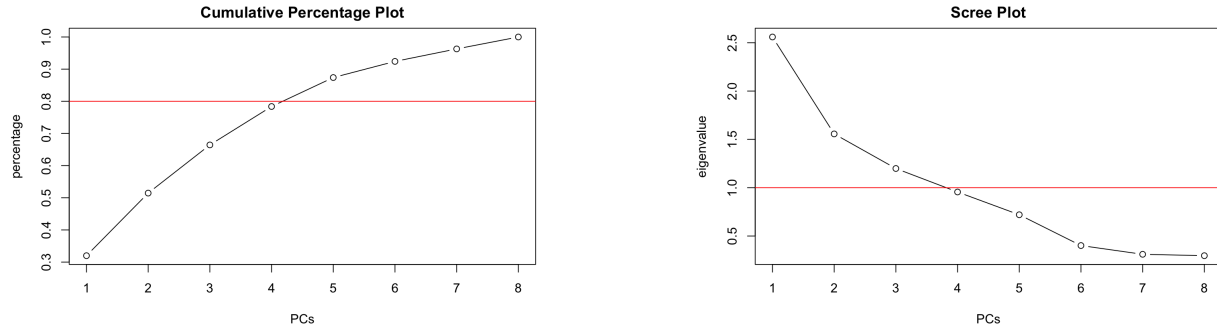 Cumulative Percentage Plot
percentage
1.0
0.9
0.8
0.7
0.6
0.5
0.4
0.3
1 2 3 4 5 6 7 8
PCs
Scree Plot
eigenvalue
2.5
2.0
1.5
1.0
0.5
1 2 3 4 5 6 7 8
PCs